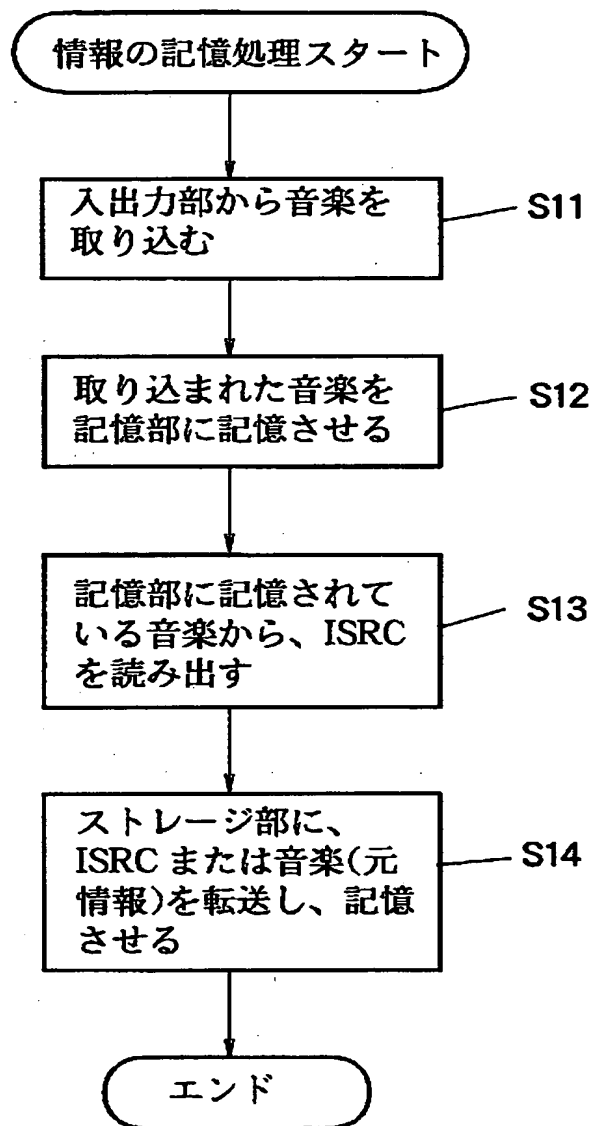 情報の記憶処理スタート
入出力部から音楽を
取り込む
S11
取り込まれた音楽を
記憶部に記憶させる
S12
記憶部に記憶されて
いる音楽から、ISRC
を読み出す
S13
ストレージ部に、
ISRC または音楽(元
情報)を転送し、記憶
させる
S14
エンド